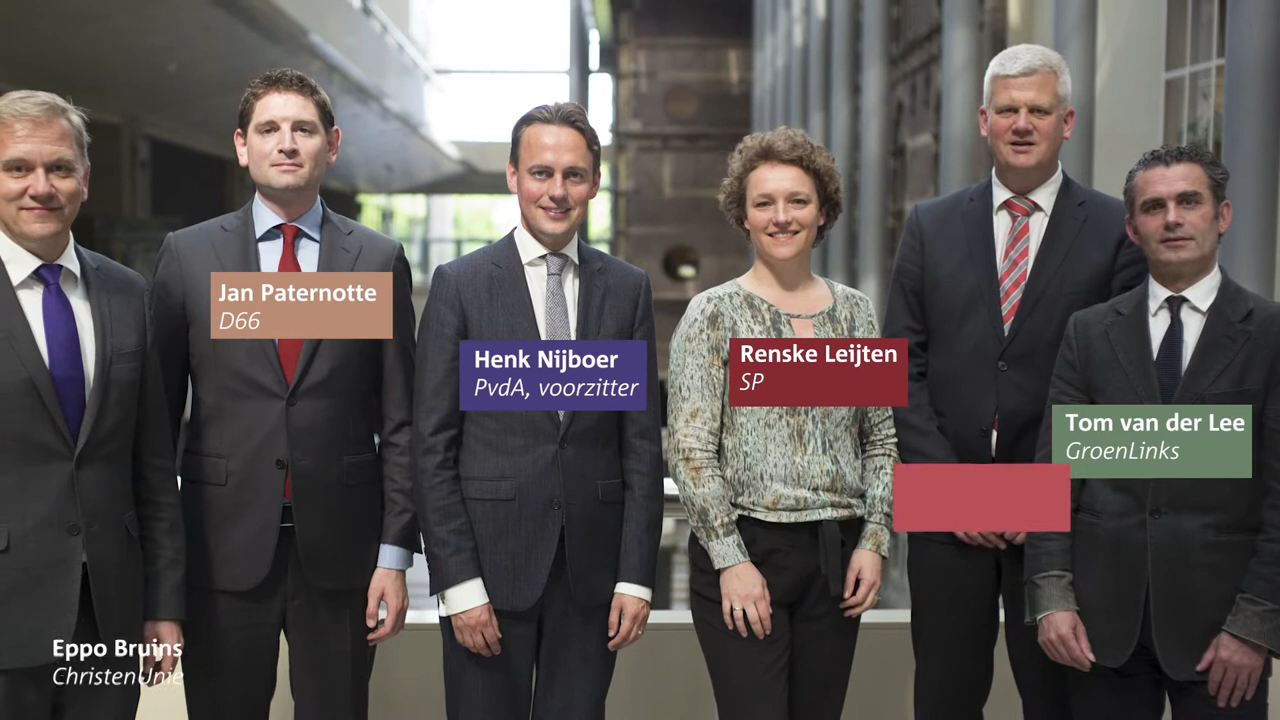 Jan Paternotte
D66
Henk Nijboer
PvdA, voorzitter
Renske Leijten
SP
Tom van der Lee
GroenLinks
Eppo Bruins
ChristenUnie